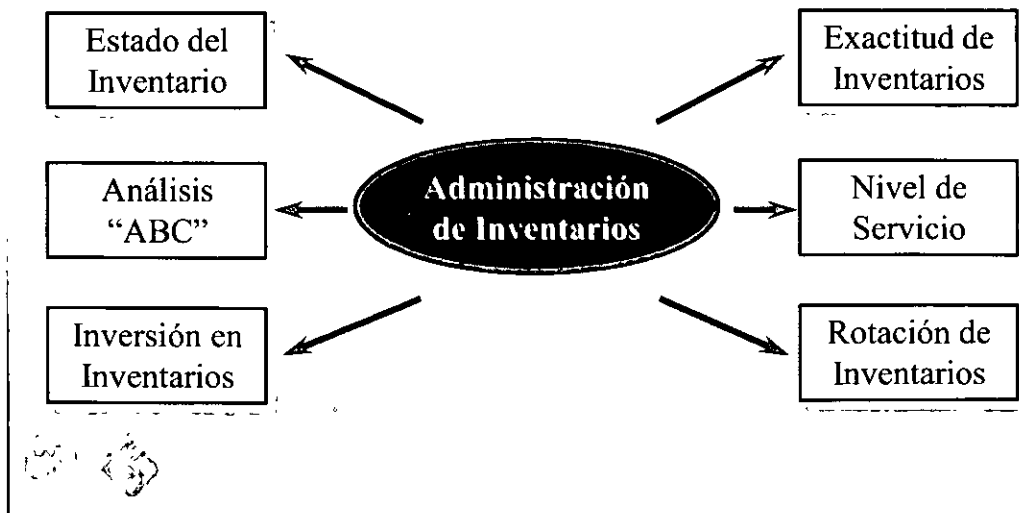 Estado del
Inventario
Exactitud de
Inventarios
Análisis
“ABC”
Administración
de Inventarios
Nivel de
Servicio
Inversión en
Inventarios
Rotación de
Inventarios